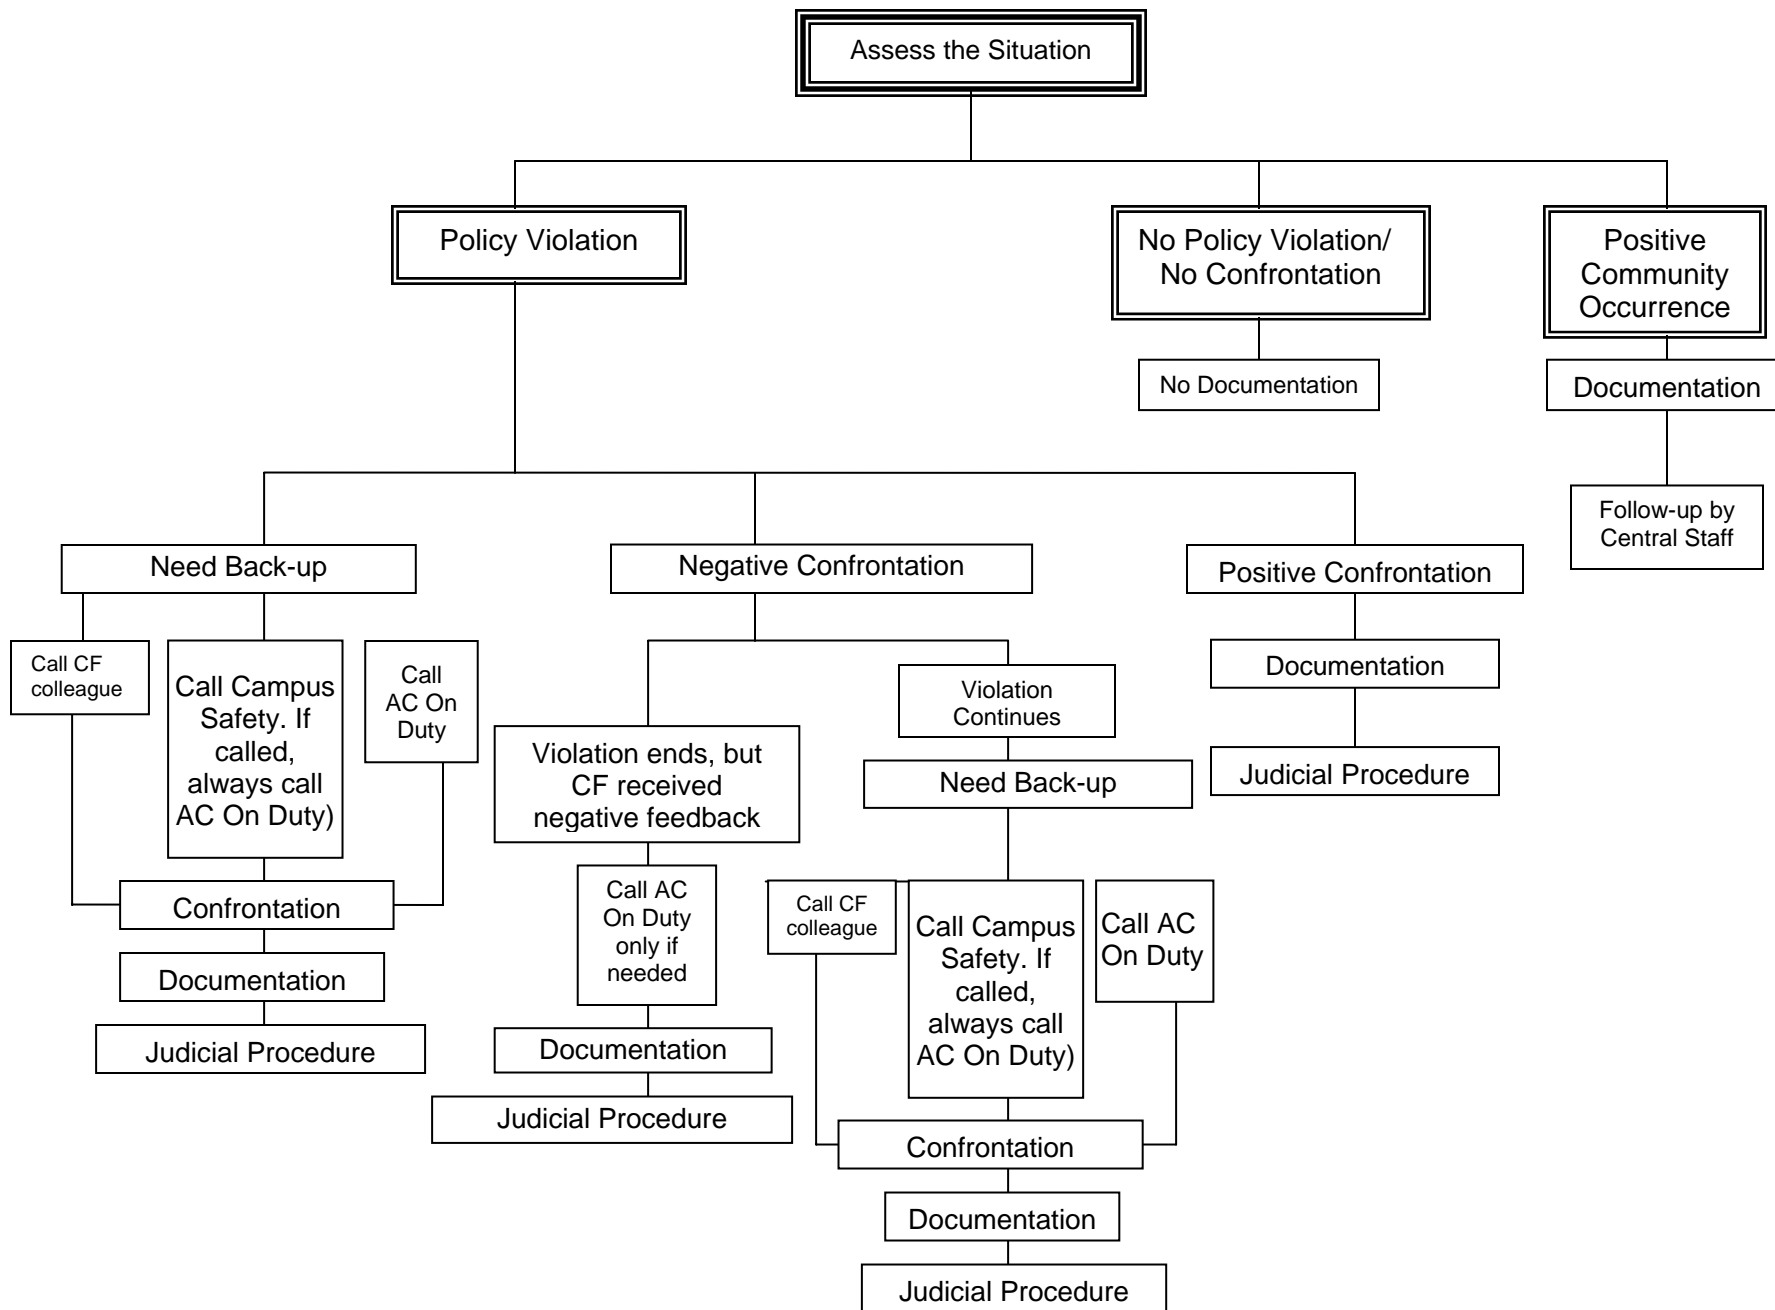 Assess the Situation
Policy Violation
No Policy Violation/
No Confrontation
Positive
Community
Occurrence
No Documentation
Documentation
Follow-up by
Central Staff
Need Back-up
Negative Confrontation
Positive Confrontation
Call CF
colleague
Call Campus
Safety. If
called,
always call
AC On Duty)
Call
AC On
Duty
Confrontation
Documentation
Judicial Procedure
Violation ends, but
CF received
negative feedback
Call AC
On Duty
only if
needed
Documentation
Judicial Procedure
Violation
Continues
Need Back-up
Call CF
colleague
Call Campus
Safety. If
called,
always call
AC On Duty)
Call AC
On Duty
Confrontation
Documentation
Judicial Procedure
Documentation
Judicial Procedure